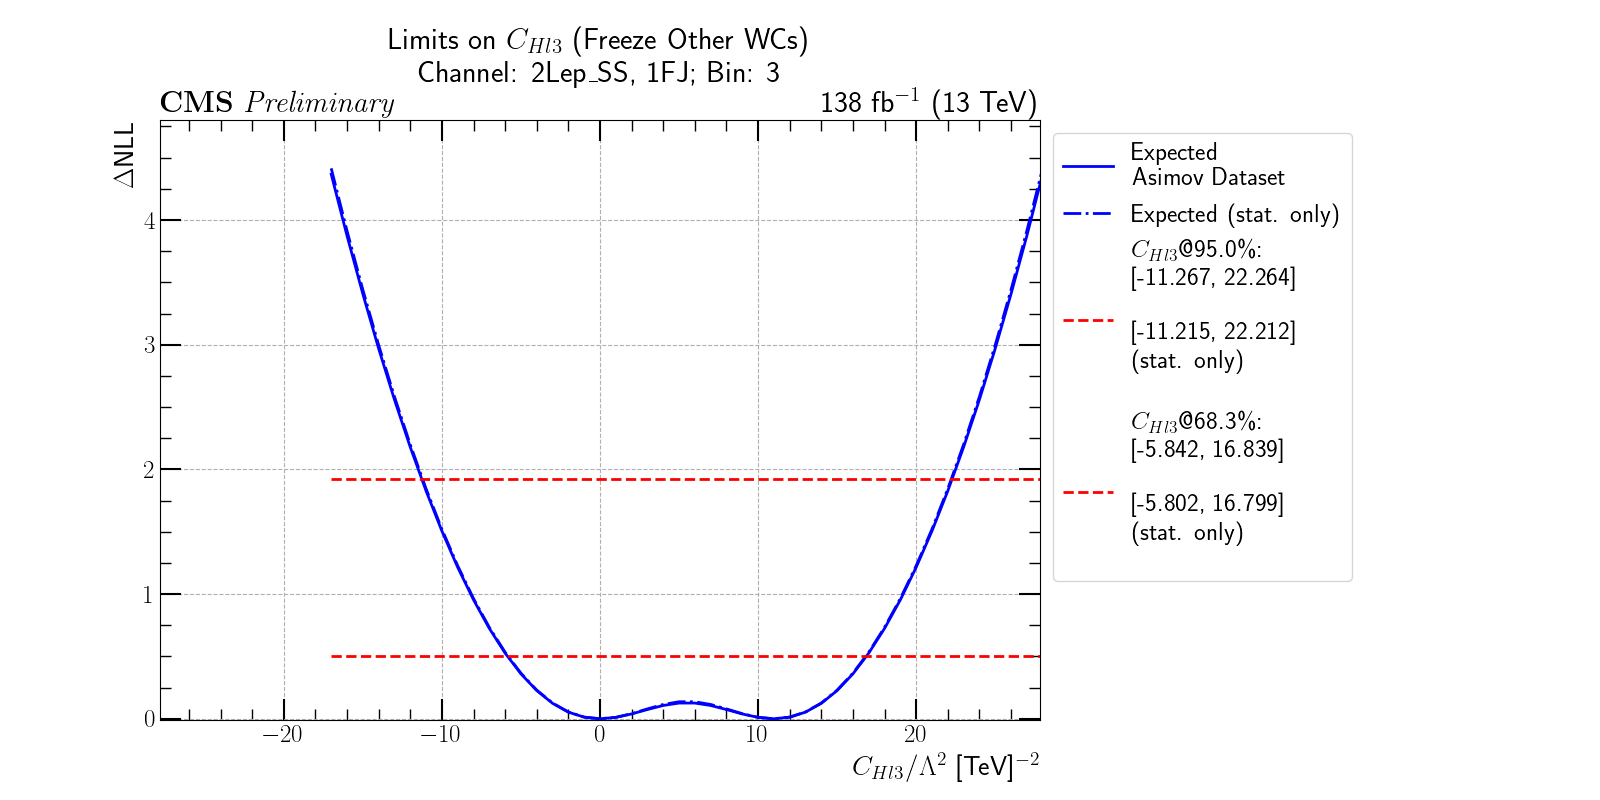 Limits on C_{Hl3} (Freeze Other WCs)
Channel: 2Lep_SS, 1FJ; Bin: 3
CMS Preliminary
138 fb⁻¹ (13 TeV)
ΔNLL
4
3
2
1
0
−20
−10
0
10
20
C_{Hl3}/Λ² [TeV]⁻²
Expected
Asimov Dataset
Expected (stat. only)
C_{Hl3}@95.0%:
[-11.267, 22.264]
[-11.215, 22.212]
(stat. only)
C_{Hl3}@68.3%:
[-5.842, 16.839]
[-5.802, 16.799]
(stat. only)